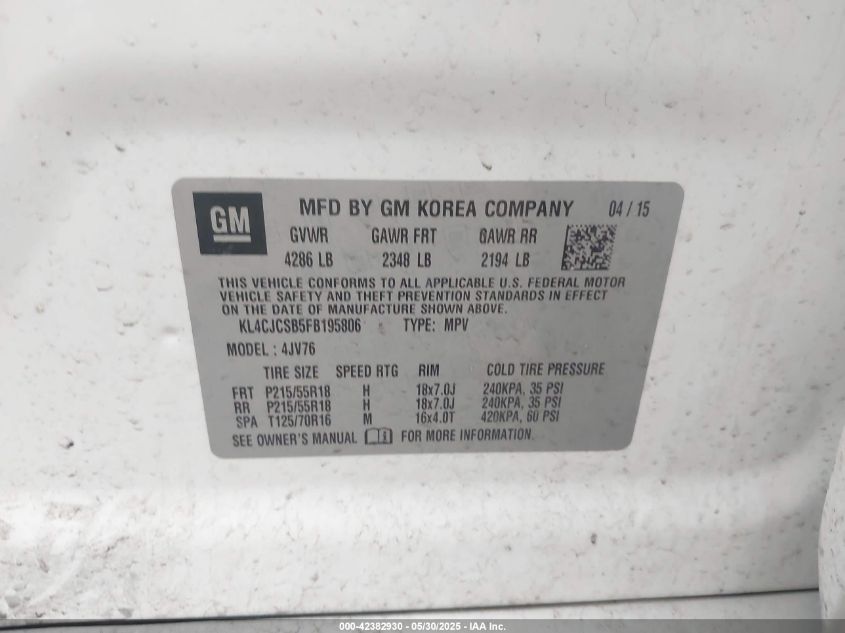 GM
MFD BY GM KOREA COMPANY 04 / 15
GVWR GAWR FRT GAWR RR
4286 LB 2348 LB 2194 LB
THIS VEHICLE CONFORMS TO ALL APPLICABLE U.S. FEDERAL MOTOR
VEHICLE SAFETY AND THEFT PREVENTION STANDARDS IN EFFECT
ON THE DATE OF MANUFACTURE SHOWN ABOVE.
KL4CJCSB5FB195806 TYPE: MPV
MODEL : 4JV76
TIRE SIZE SPEED RTG RIM COLD TIRE PRESSURE
FRT P215/55R18 H 18x7.0J 240KPA, 35 PSI
RR P215/55R18 H 18x7.0J 240KPA, 35 PSI
SPA T125/70R16 M 16x4.0T 420KPA, 60 PSI
SEE OWNER'S MANUAL FOR MORE INFORMATION.
000-42382930 - 05/30/2025 - IAA Inc.